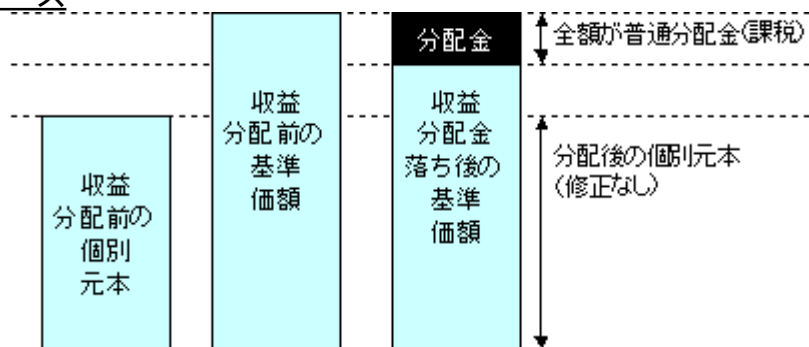 ース
収益
分配前の
個別
元本
収益
分配前の
基準
価額
分配金
収益
分配金
落ち後の
基準
価額
全額が普通分配金(課税)
分配後の個別元本
(修正なし)